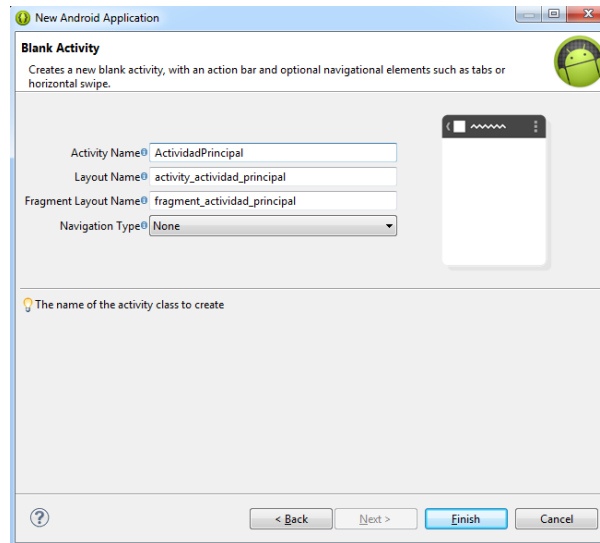 New Android Application
Blank Activity
Creates a new blank activity, with an action bar and optional navigational elements such as tabs or
horizontal swipe.
Activity Name ActividadPrincipal
Layout Name activity_actividad_principal
Fragment Layout Name fragment_actividad_principal
Navigation Type None
The name of the activity class to create
? < Back Next > Finish Cancel